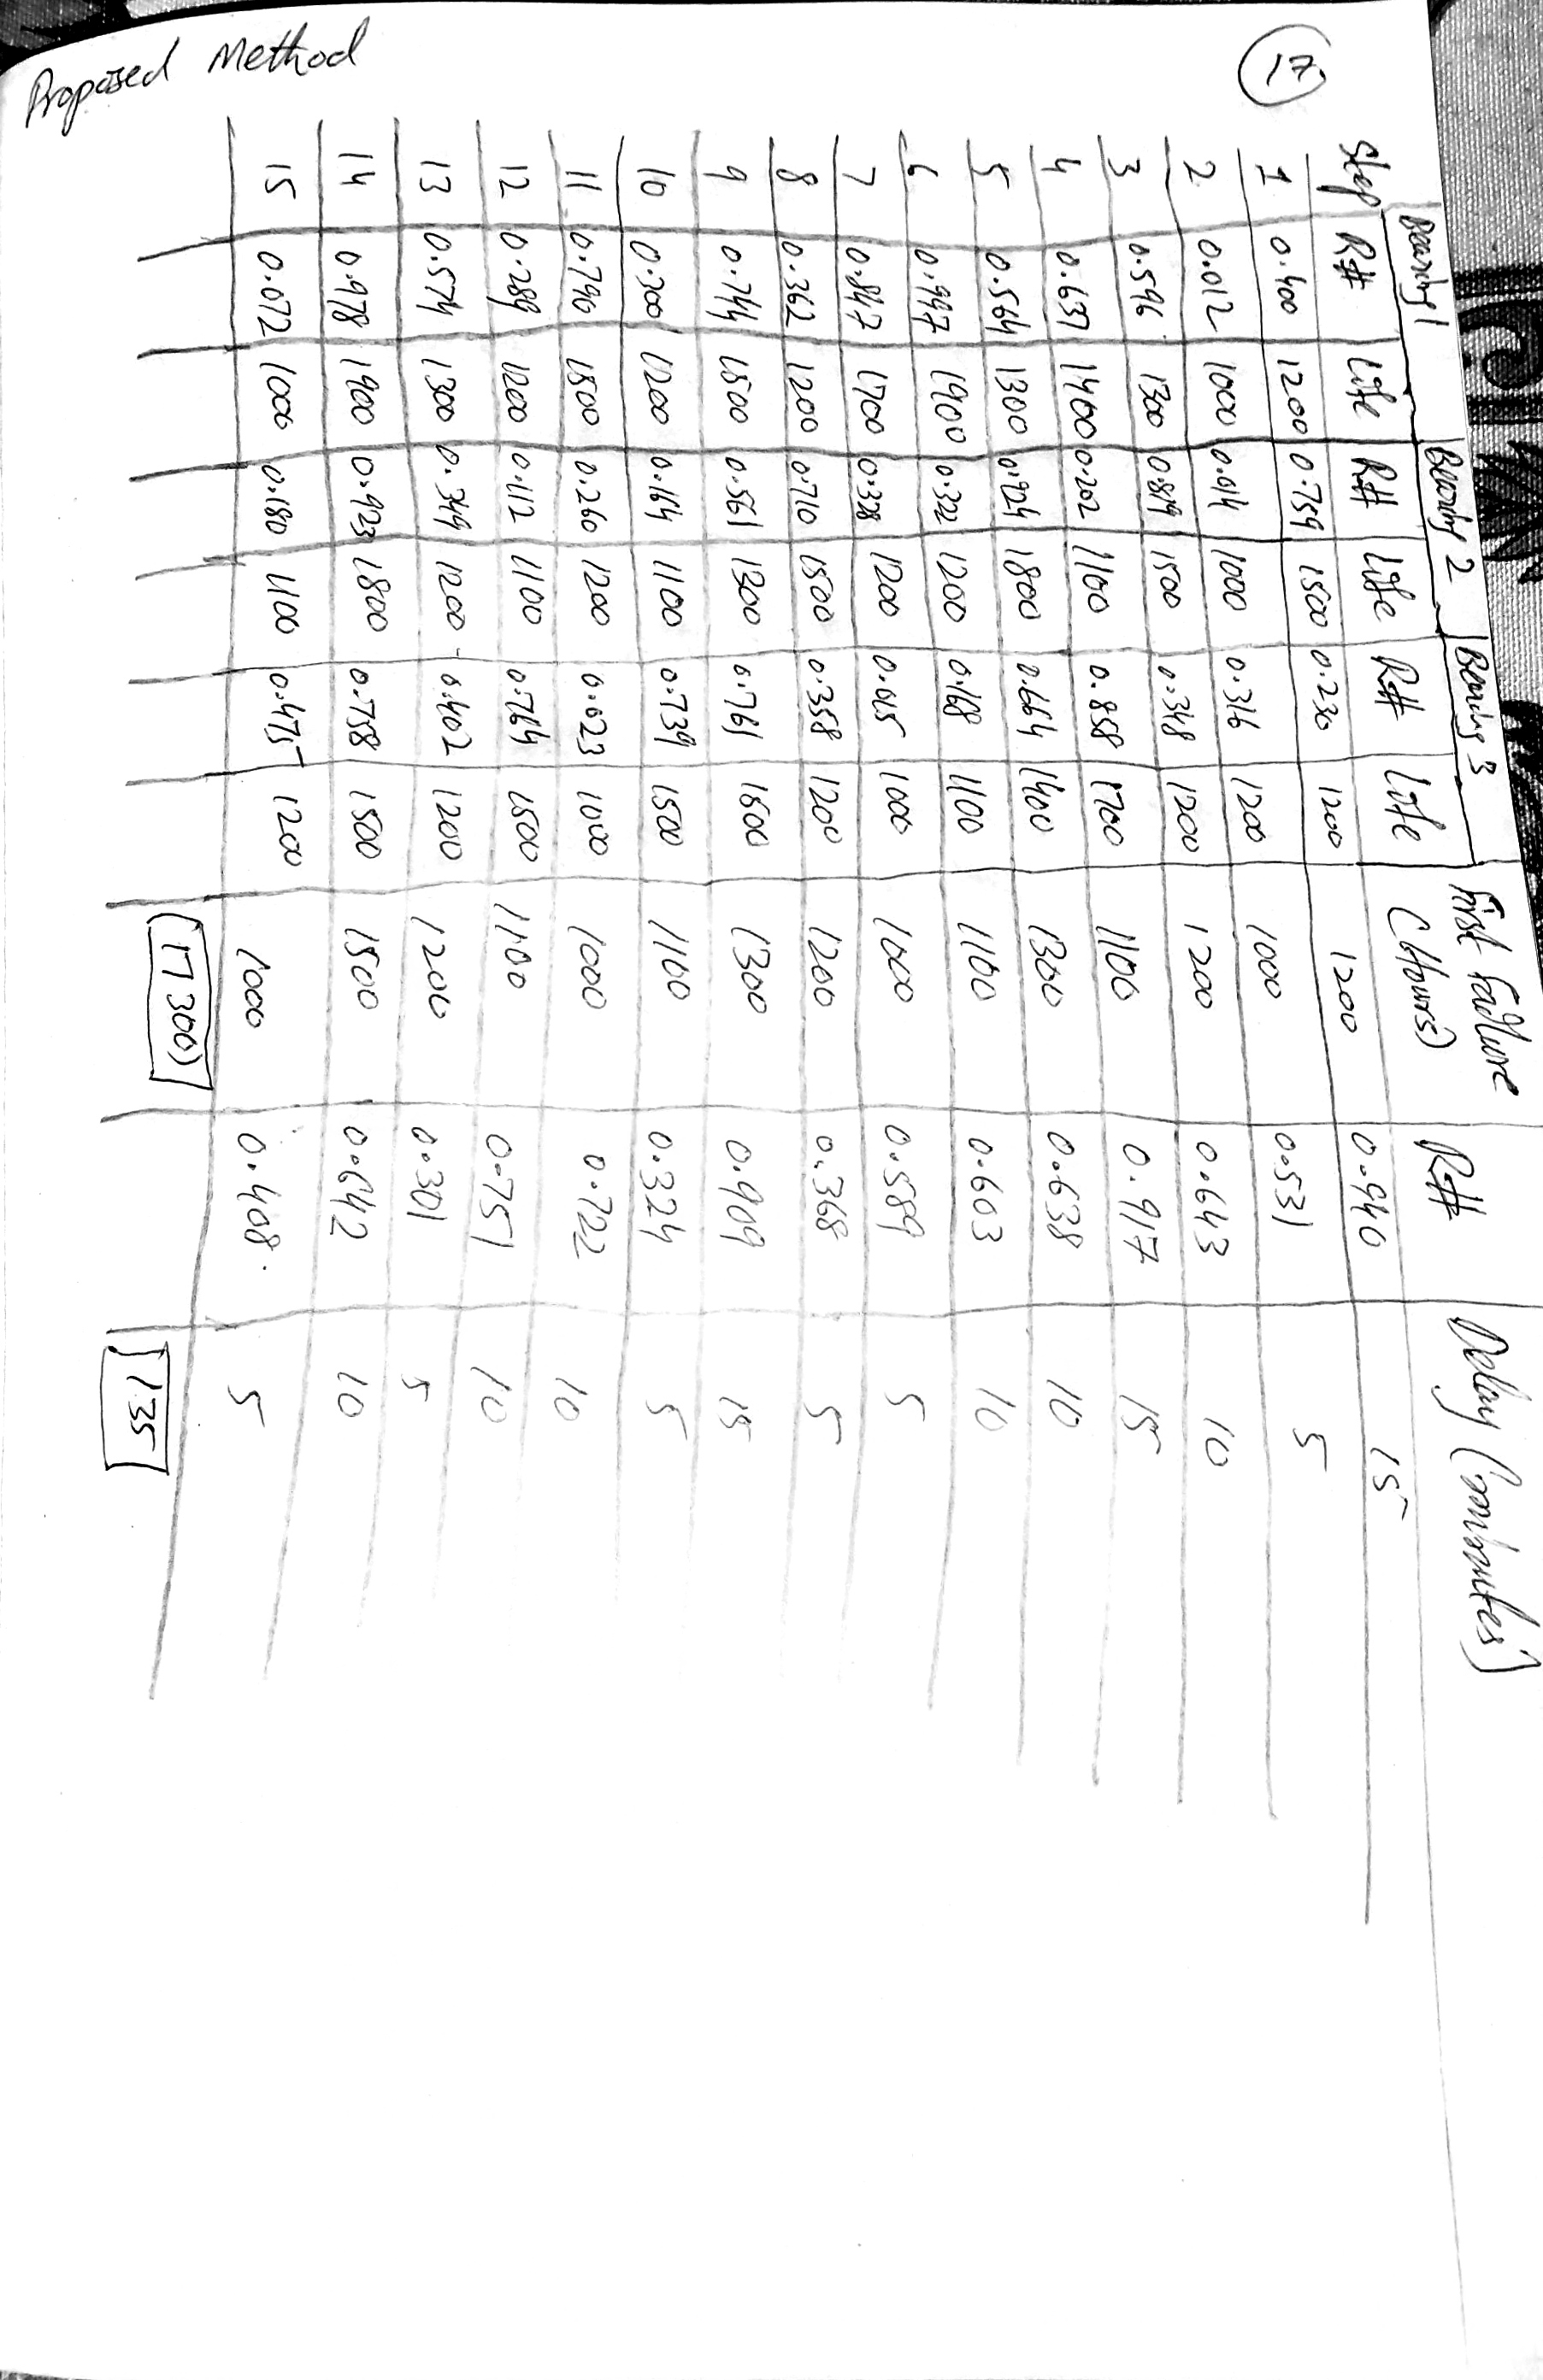 17.
Proposed Method
Bearing 1 Bearing 2 Bearing 3 First Failure
Step R# Life R# Life R# Life (Hours) R# Delay (minutes)
1 0.400 1200 0.759 1500 0.230 1200 1200 0.940 15
2 0.012 1000 0.014 1000 0.316 1200 1000 0.531 5
3 0.596 1300 0.849 1500 0.348 1200 1200 0.643 10
4 0.637 1400 0.202 1100 0.858 1700 1100 0.917 15
5 0.564 1300 0.924 1800 0.664 1400 1300 0.638 10
6 0.947 1900 0.322 1200 0.168 1100 1100 0.603 10
7 0.847 1700 0.328 1200 0.015 1000 1000 0.589 5
8 0.362 1200 0.710 1500 0.358 1200 1200 0.368 5
9 0.744 1500 0.561 1300 0.761 1600 1300 0.909 15
10 0.300 1200 0.164 1100 0.739 1500 1100 0.324 5
11 0.790 1500 0.260 1200 0.023 1000 1000 0.722 10
12 0.289 1200 0.112 1100 0.764 1500 1100 0.751 10
13 0.574 1300 0.349 1200 0.402 1200 1200 0.301 5
14 0.978 1900 0.923 1800 0.758 1500 1500 0.642 10
15 0.072 1000 0.180 1100 0.475 1200 1000 0.408 5
17300 135